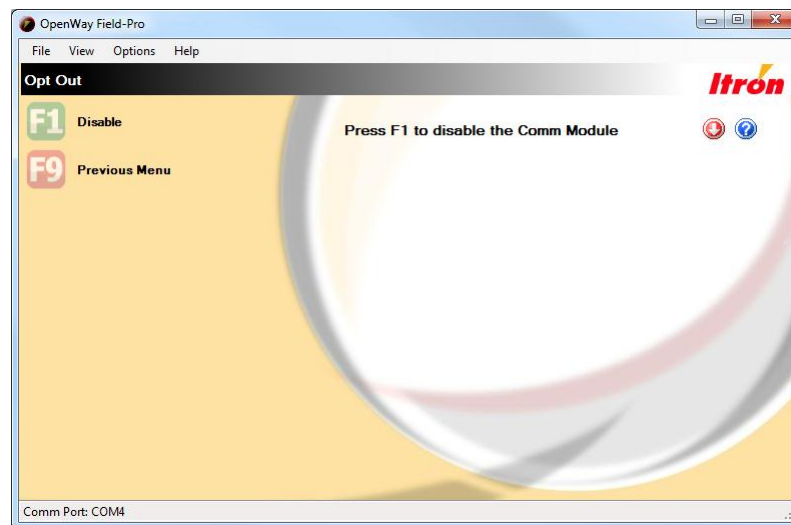 OpenWay Field-Pro
File View Options Help
Opt Out
Itrón
F1 Disable
Press F1 to disable the Comm Module
F9 Previous Menu
Comm Port: COM4